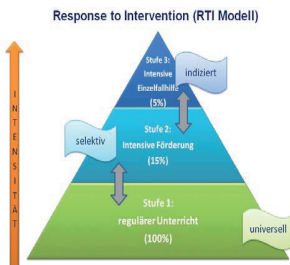 Response to Intervention (RTI Modell)
Stufe 3:
Intensive
Einzelfallhilfe
(5%)
indiziert
Stufe 2:
Intensive Förderung
(15%)
selektiv
Stufe 1:
regulärer Unterricht
(100%)
universell
INTENSITÄT